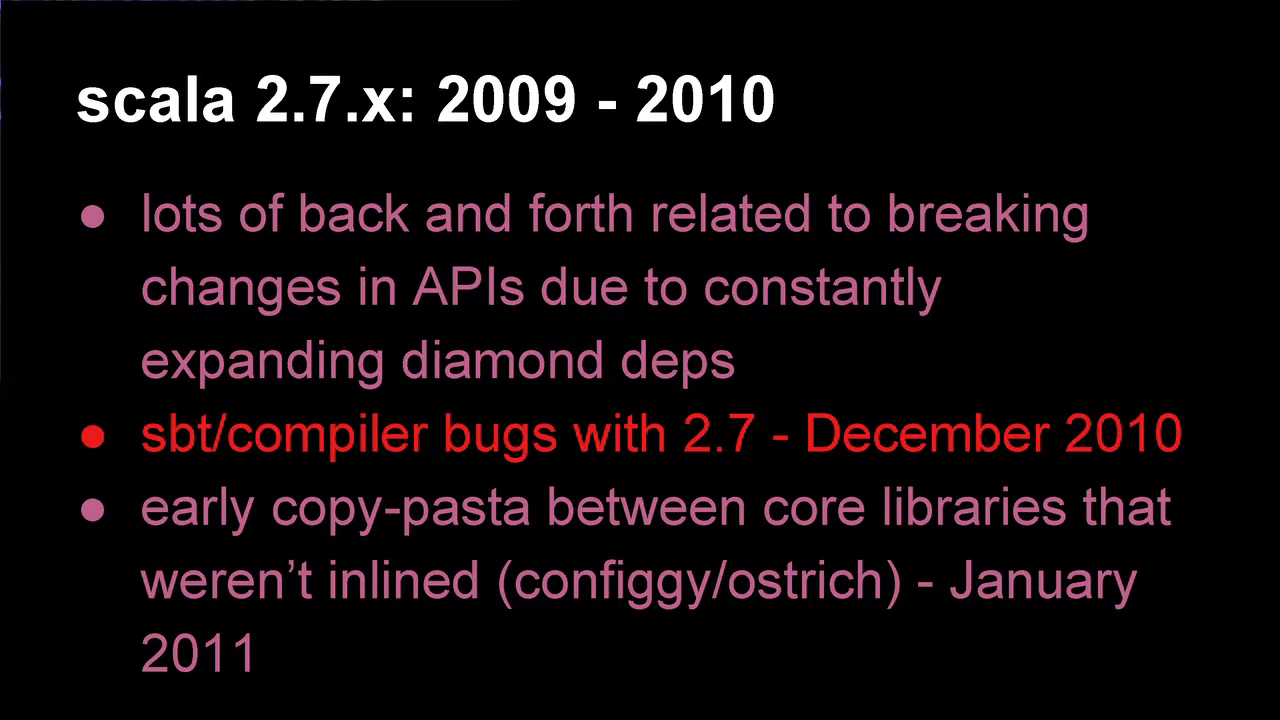 scala 2.7.x: 2009 - 2010
● lots of back and forth related to breaking
changes in APIs due to constantly
expanding diamond deps
● sbt/compiler bugs with 2.7 - December 2010
● early copy-pasta between core libraries that
weren’t inlined (configgy/ostrich) - January
2011